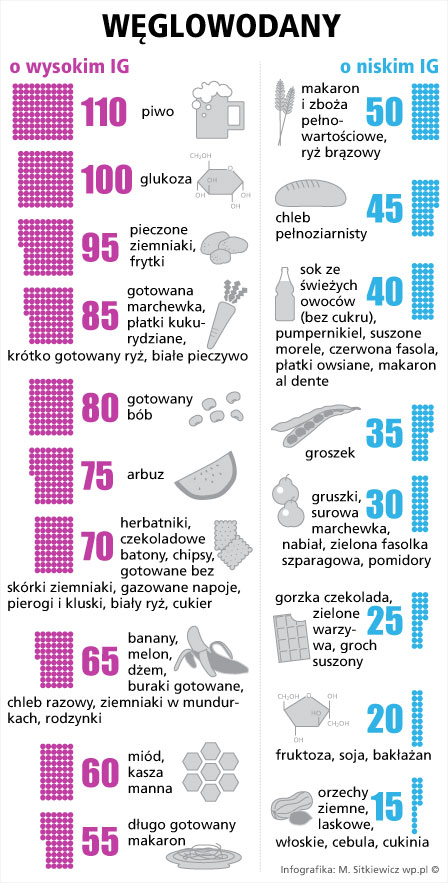 WĘGLOWODANY
o wysokim IG
110
piwo
100
glukoza
CH₂OH
O
OH
OH
OH
95
pieczone
ziemniaki,
frytki
85
gotowana
marchewka,
płatki kuku-
rydziane,
krótko gotowany ryż, białe pieczywo
80
gotowany
bób
75
arbuz
70
herbatniki,
czekoladowe
batony, chipsy,
gotowane bez
skórki ziemniaki, gazowane napoje,
pierogi i kluski, biały ryż, cukier
65
banany,
melon,
dżem,
buraki gotowane,
chleb razowy, ziemniaki w mundur-
kach, rodzynki
60
miód,
kasza
manna
55
długo gotowany
makaron
o niskim IG
makaron
i zboża
pełno-
wartościowe,
ryż brązowy
50
chleb
pełnoziarnisty
45
sok ze
świeżych
owoców
(bez cukru),
pumpernikiel, suszone
morele, czerwona fasola,
płatki owsiane, makaron
al dente
40
groszek
35
gruszki,
surowa
marchewka,
nabiał, zielona fasolka
szparagowa, pomidory
30
gorzka czekolada,
zielone
warzy-
wa, groch
suszony
25
CH₂OH
O
OH
HO
CH₂OH
OH
20
fruktoza, soja, bakłażan
orzechy
ziemne,
laskowe,
włoskie, cebula, cukinia
15
Infografika: M. Sitkiewicz wp.pl ©